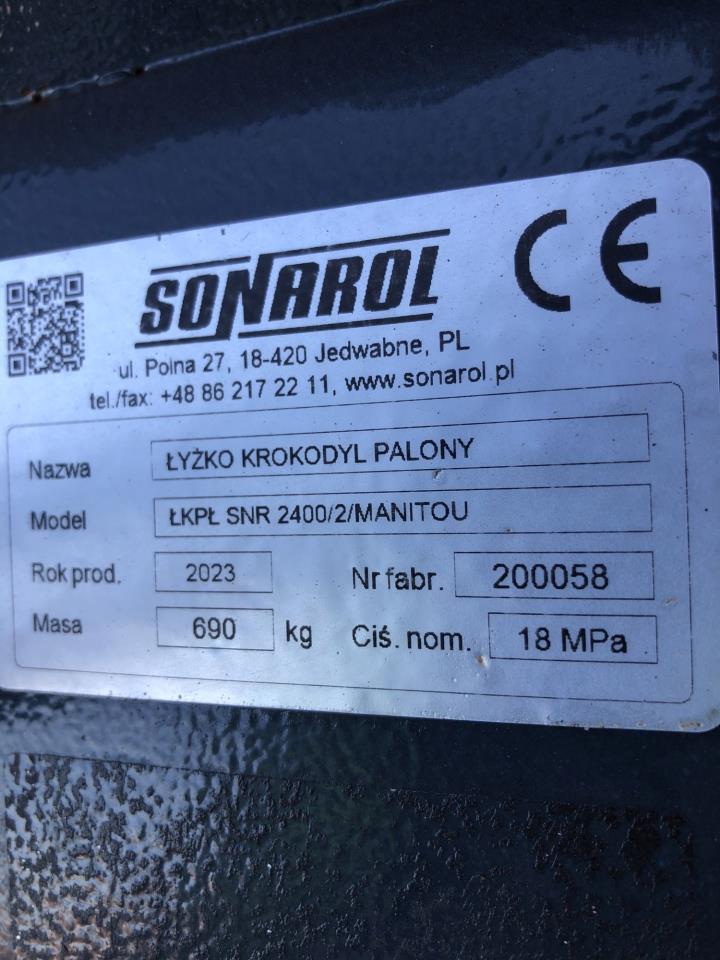 SONAROL
CE
ul. Polna 27, 18-420 Jedwabne, PL
tel./fax: +48 86 217 22 11, www.sonarol.pl
Nazwa ŁYŻKO KROKODYL PALONY
Model ŁKPŁ SNR 2400/2/MANITOU
Rok prod. 2023 Nr fabr. 200058
Masa 690 kg Ciś. nom. 18 MPa